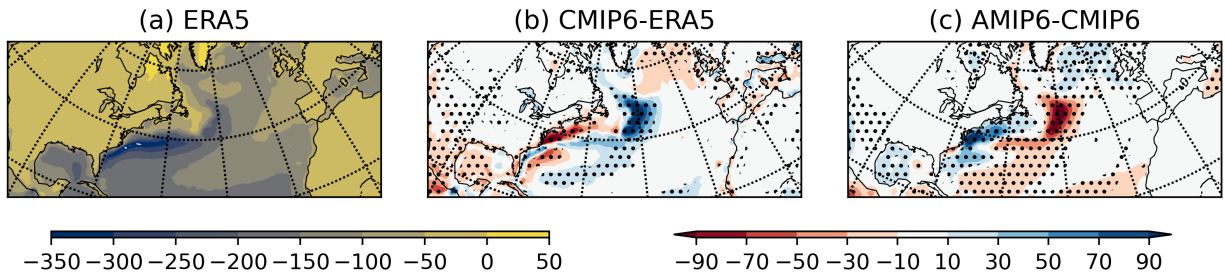 (a) ERA5
(b) CMIP6-ERA5
(c) AMIP6-CMIP6
−350 −300 −250 −200 −150 −100 −50 0 50
−90 −70 −50 −30 −10 10 30 50 70 90